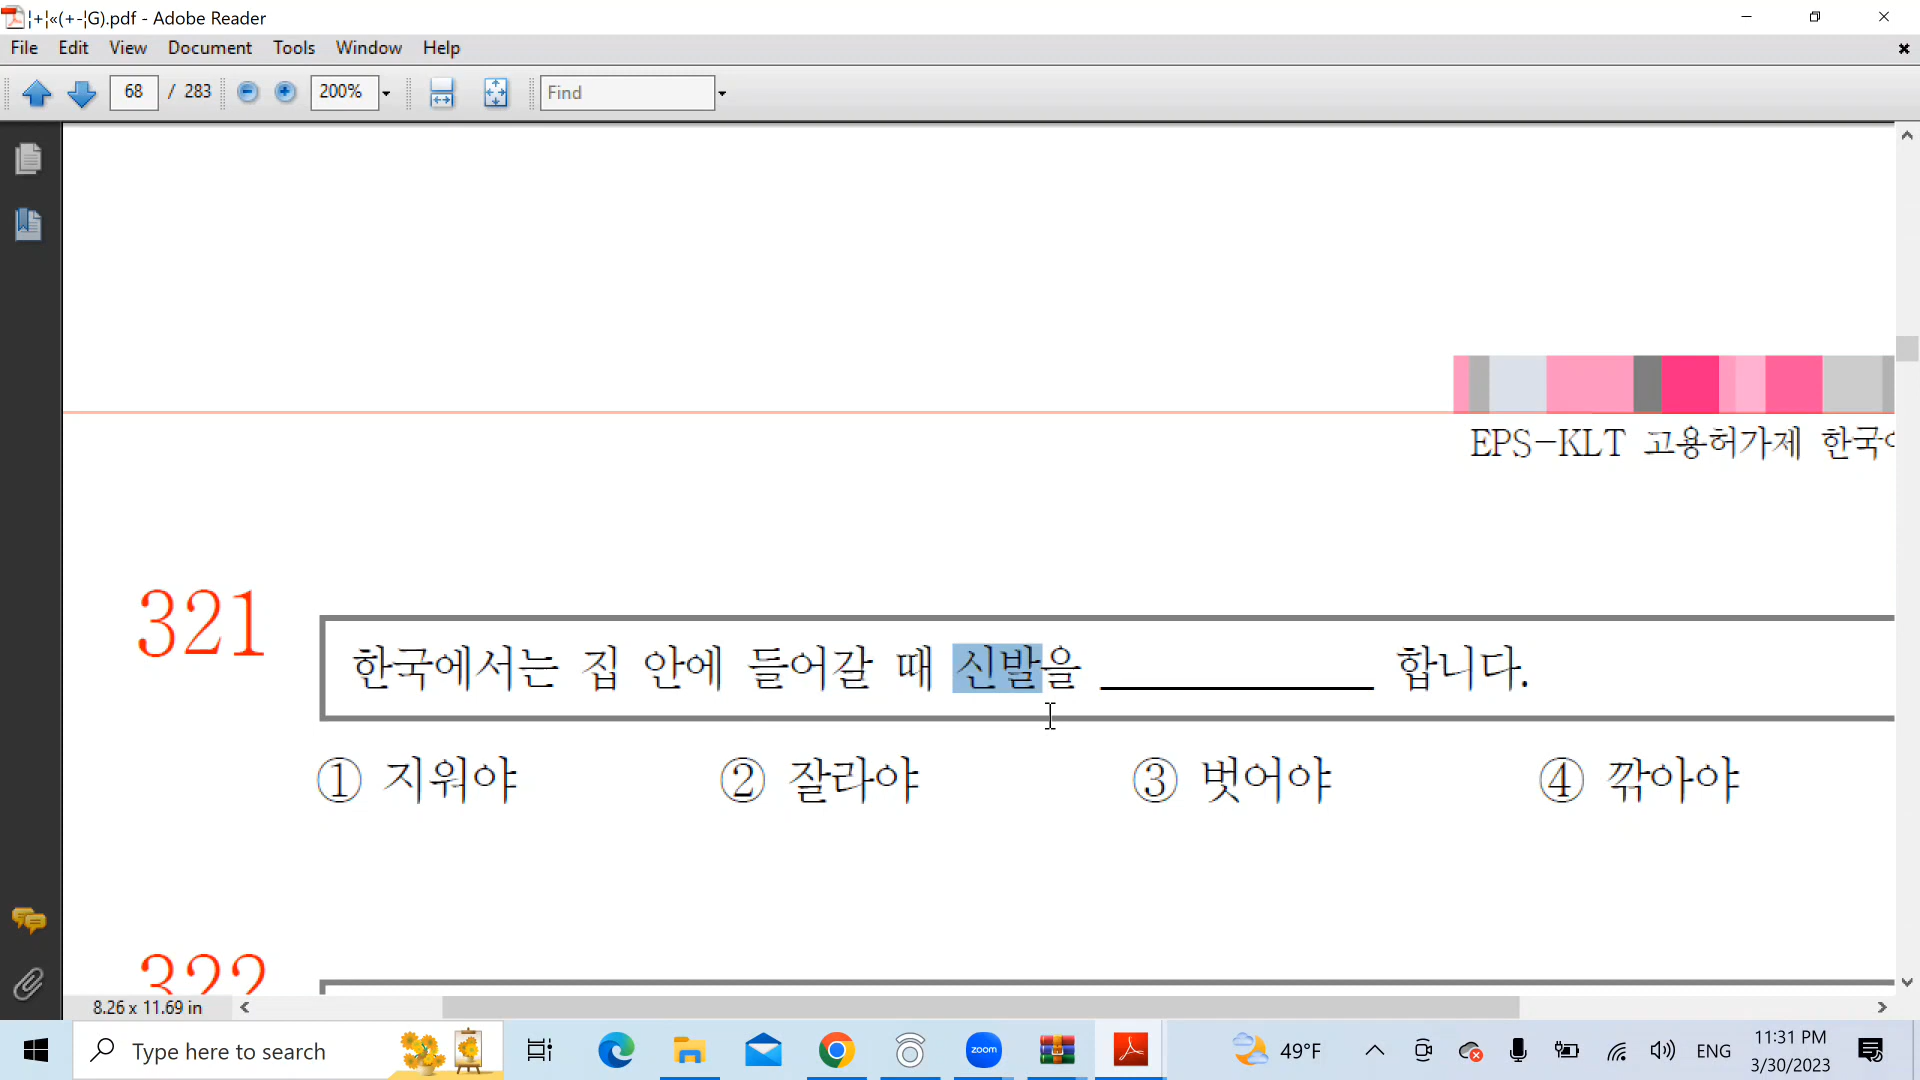 ¦+¦«(+-¦G).pdf - Adobe Reader
File Edit View Document Tools Window Help
68 / 283 200% Find
EPS-KLT 고용허가제 한국
321
한국에서는 집 안에 들어갈 때 신발을 __________ 합니다.
① 지워야 ② 잘라야 ③ 벗어야 ④ 깎아야
322
8.26 x 11.69 in
Type here to search zoom 49°F ENG 11:31 PM
3/30/2023